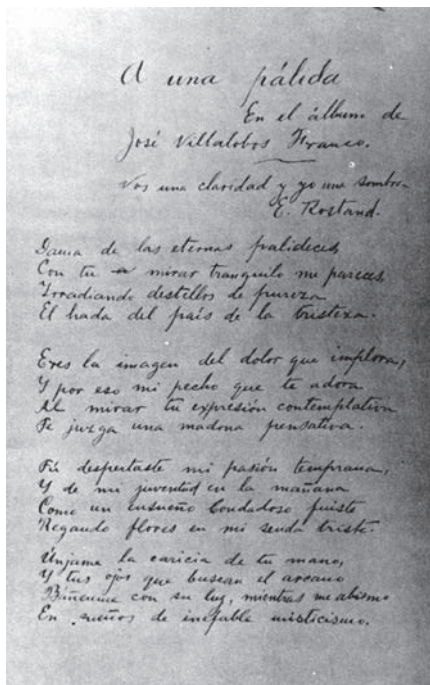 A una pálida
En el álbum de
José Villalobos Franco.
Vos una claridad y yo una sombra
E. Rostand.
Dama de las eternas palideces,
Con tu mirar tranquilo me pareces,
Irradiando destellos de pureza
El hada del país de la tristeza.
Eres la imagen del dolor que implora,
Y por eso mi pecho que te adora
Al mirar tu expresión contemplativa
Te juzga una madona pensativa.
Tú despertaste mi pasión temprana,
Y de mi juventud en la mañana
Como un ensueño bondadoso fuiste
Regando flores en mi senda triste.
Únjame la caricia de tu mano,
Y tus ojos que buscan el arcano
Báñenme con su luz, mientras me abismo
En sueños de inefable misticismo.